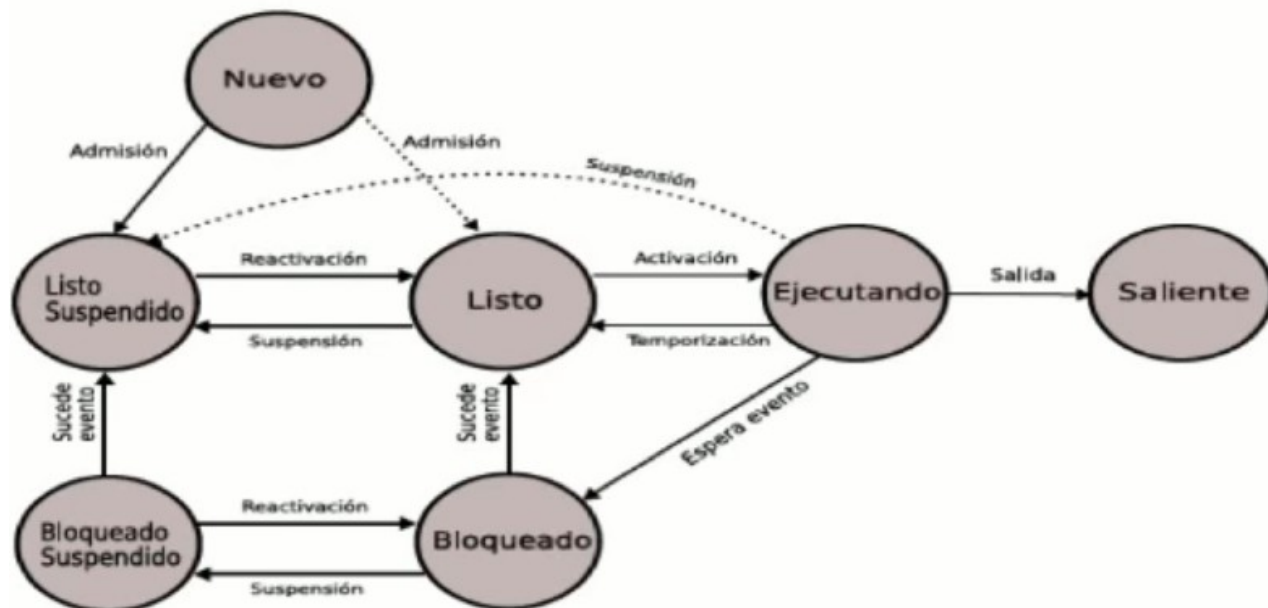 Nuevo
Admisión
Admisión
Suspensión
Listo
Suspendido
Reactivación
Suspensión
Listo
Activación
Temporización
Ejecutando
Salida
Saliente
Sucede
evento
Sucede
evento
Espera evento
Bloqueado
Suspendido
Reactivación
Suspensión
Bloqueado